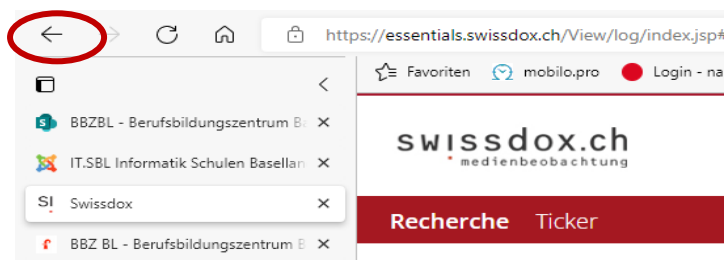 https://essentials.swissdox.ch/View/log/index.jsp#
Favoriten mobilo.pro Login - na
BBZBL - Berufsbildungszentrum B
IT.SBL Informatik Schulen Basellan
Swissdox
BBZ BL - Berufsbildungszentrum B
swissdox.ch
medienbeobachtung
Recherche Ticker